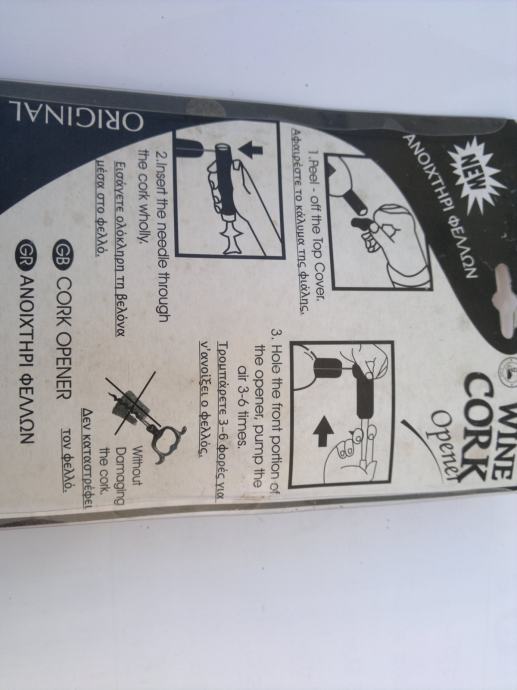 WINE
CORK
Opener
NEW
ΑΝΟΙΧΤΗΡΙ ΦΕΛΛΩΝ
1.Peel - off the Top Cover.
Αφαιρέστε το κάλυμα της φιάλης.
2.Insert the needle through
the cork wholly.
Εισάγετε ολόκληρη τη βελόνα
μέσα στο φελλό.
3. Hole the front portion of
the opener, pump the
air 3-6 times.
Τρομπάρετε 3-6 φορές για
ν'ανοίξει ο φελλός.
Without
Damaging
the cork.
Δεν καταστρέφει
τον φελλό.
ORIGINAL
GB CORK OPENER
GR ΑΝΟΙΧΤΗΡΙ ΦΕΛΛΩΝ